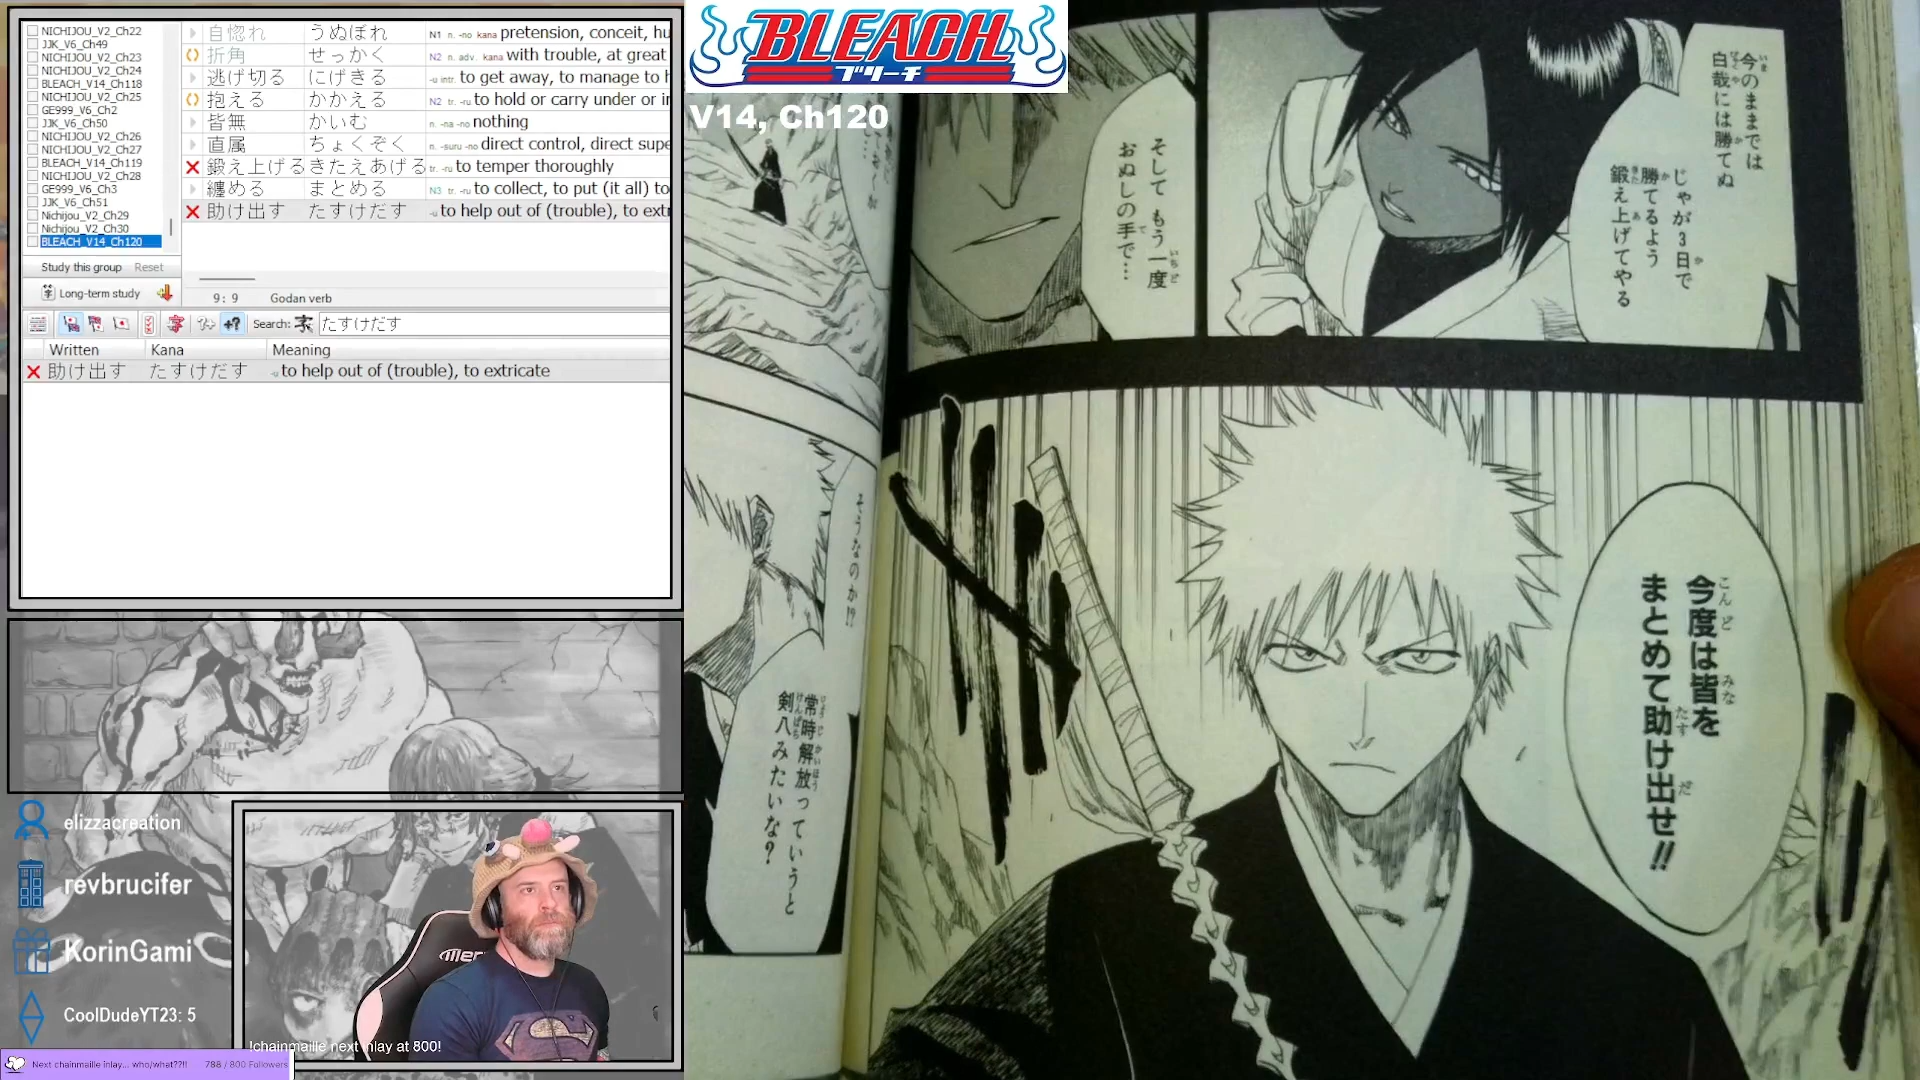 NICHIJOU_V2_Ch22
JJK_V6_Ch49
NICHIJOU_V2_Ch23
NICHIJOU_V2_Ch24
BLEACH_V14_Ch118
NICHIJOU_V2_Ch25
GE999_V6_Ch2
JJK_V6_Ch50
NICHIJOU_V2_Ch26
NICHIJOU_V2_Ch27
BLEACH_V14_Ch119
NICHIJOU_V2_Ch28
GE999_V6_Ch3
JJK_V6_Ch51
Nichijou_V2_Ch29
Nichijou_V2_Ch30
BLEACH_V14_Ch120
Study this group Reset
Long-term study
自惚れ うぬぼれ N1 n. -no kana pretension, conceit, hu
折角 せっかく N2 n. adv. kana with trouble, at great
逃げ切る にげきる -u intr. to get away, to manage to h
抱える かかえる N2 tr. -ru to hold or carry under or in
皆無 かいむ n. -na -no nothing
直属 ちょくぞく n. -suru -no direct control, direct supe
鍛え上げる きたえあげる tr. -ru to temper thoroughly
纏める まとめる N3 tr. -ru to collect, to put (it all) to
助け出す たすけだす -u to help out of (trouble), to extr
9: 9 Godan verb
Search: たすけだす
Written Kana Meaning
助け出す たすけだす -u to help out of (trouble), to extricate
BLEACH
ブリーチ
V14, Ch120
今のままでは
白哉には勝てぬ
じゃが3日で
勝てるよう
鍛え上げてやる
そしてもう一度
おぬしの手で…
今度は皆を
まとめて助け出せ!!
そうなのか!?
常時解放っていうと
剣八みたいな?
elizzacreation
revbrucifer
KorinGami
CoolDudeYT23: 5
!chainmaille next inlay at 800!
Next chainmaille inlay... who/what??!! 788 / 800 Followers